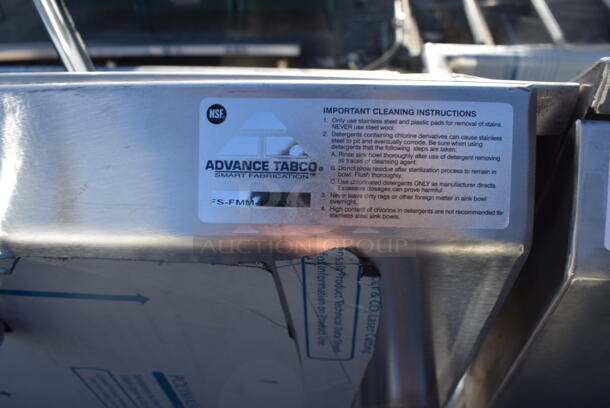 NSF
ADVANCE TABCO®
SMART FABRICATION™
FS-FMM-
IMPORTANT CLEANING INSTRUCTIONS
1. Only use stainless steel and plastic pads for removal of stains.
NEVER use steel wool.
2. Detergents containing chlorine derivatives can cause stainless
steel to pit and eventually corrode. Be sure when using
detergents that the following steps are taken:
A. Rinse sink bowl thoroughly after use of detergent removing
all traces of cleansing agent.
B. Do not allow residue after sterilization process to remain in
bowl. Flush thoroughly.
C. Use chlorinated detergents ONLY as manufacturer directs.
Excessive dosages can prove harmful.
3. Never leave dirty rags or other foreign matter in sink bowl
overnight.
4. High content of chlorine in detergents are not recommended for
stainless steel sink bowls.
AUCTION GROUP